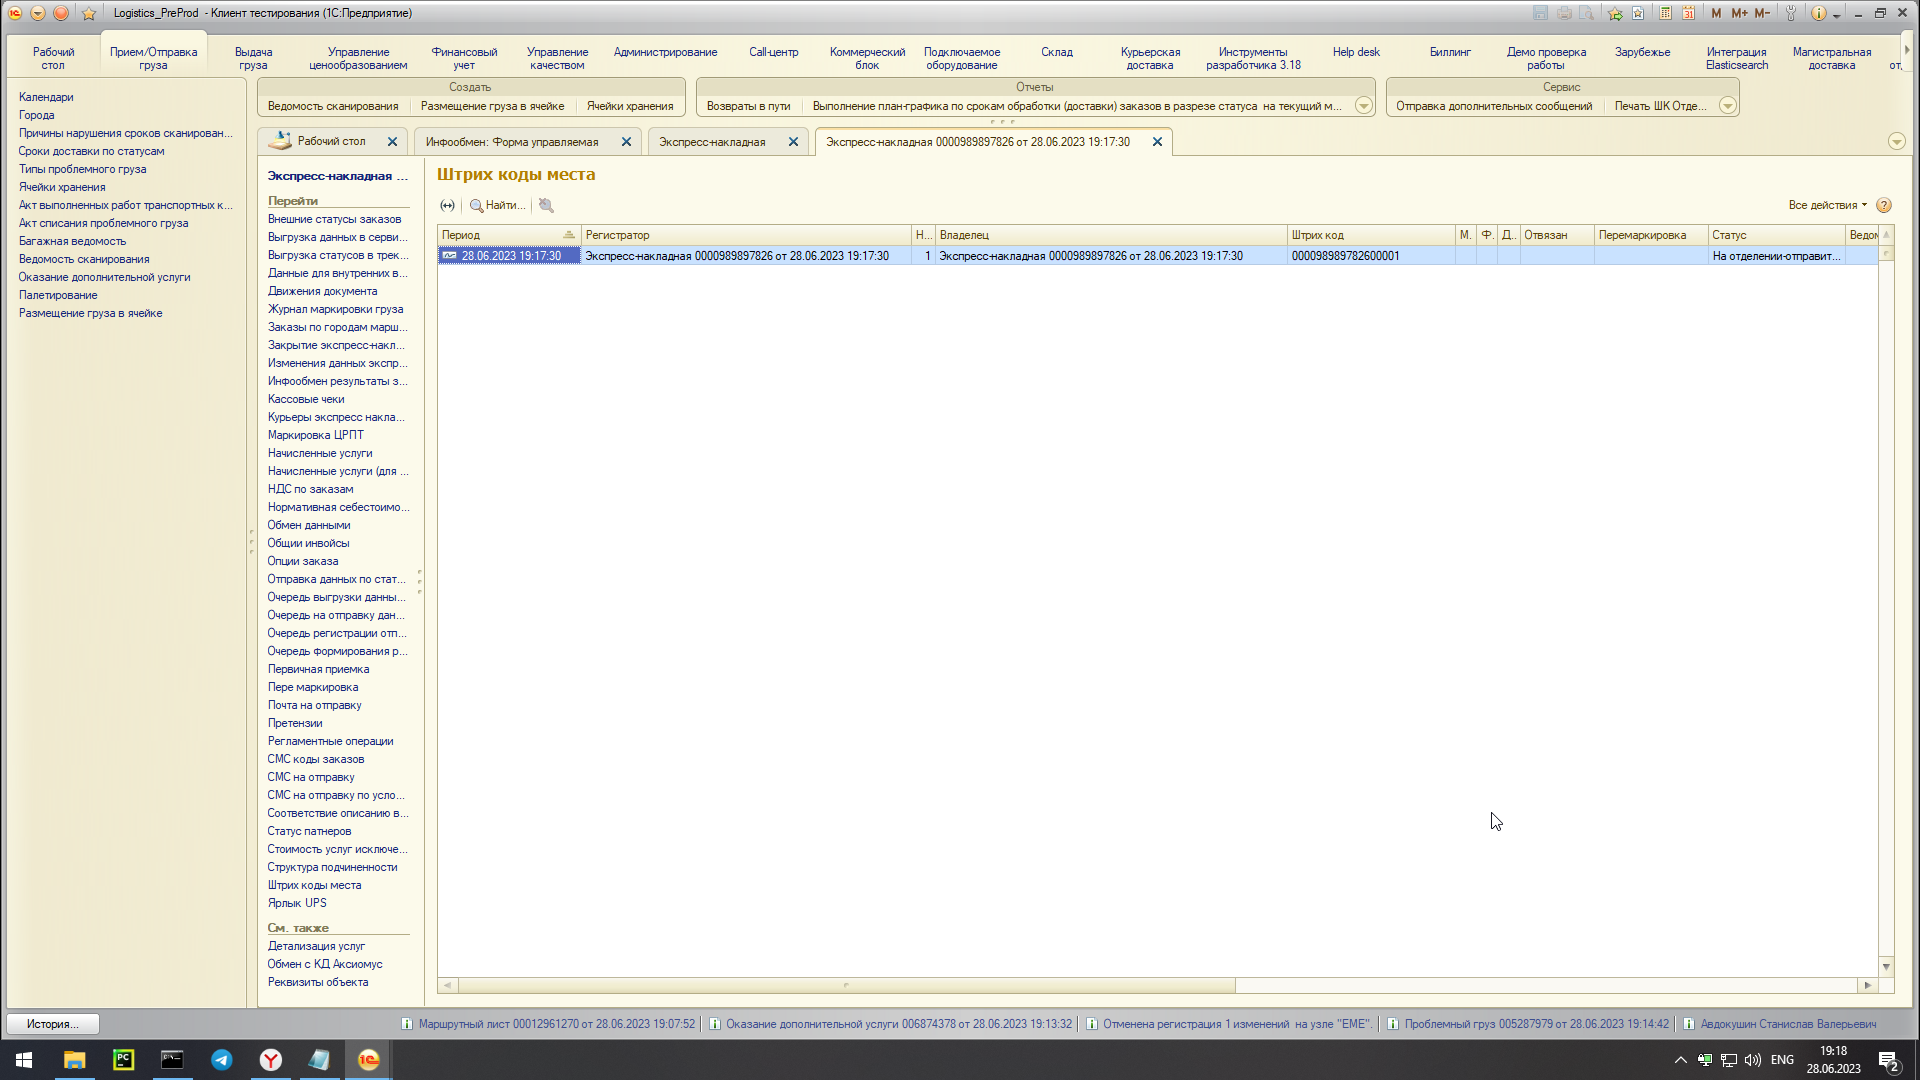 Logistics_PreProd - Клиент тестирования (1С:Предприятие)
M M+ M-
Рабочий стол
Прием/Отправка груза
Выдача груза
Управление ценообразованием
Финансовый учет
Управление качеством
Администрирование
Call-центр
Коммерческий блок
Подключаемое оборудование
Склад
Курьерская доставка
Инструменты разработчика 3.18
Help desk
Биллинг
Демо проверка работы
Зарубежье
Интеграция Elasticsearch
Магистральная доставка
от
Календари
Города
Причины нарушения сроков сканирован...
Сроки доставки по статусам
Типы проблемного груза
Ячейки хранения
Акт выполненных работ транспортных к...
Акт списания проблемного груза
Багажная ведомость
Ведомость сканирования
Оказание дополнительной услуги
Палетирование
Размещение груза в ячейке
Создать
Ведомость сканирования
Размещение груза в ячейке
Ячейки хранения
Отчеты
Возвраты в пути
Выполнение план-графика по срокам обработки (доставки) заказов в разрезе статуса на текущий м...
Сервис
Отправка дополнительных сообщений
Печать ШК Отде...
Рабочий стол
Инфообмен: Форма управляемая
Экспресс-накладная
Экспресс-накладная 0000989897826 от 28.06.2023 19:17:30
Экспресс-накладная ...
Перейти
Внешние статусы заказов
Выгрузка данных в серви...
Выгрузка статусов в трек...
Данные для внутренних в...
Движения документа
Журнал маркировки груза
Заказы по городам марш...
Закрытие экспресс-накл...
Изменения данных экспр...
Инфообмен результаты з...
Кассовые чеки
Курьеры экспресс накла...
Маркировка ЦРПТ
Начисленные услуги
Начисленные услуги (для ...
НДС по заказам
Нормативная себестоимо...
Обмен данными
Общии инвойсы
Опции заказа
Отправка данных по стат...
Очередь выгрузки данны...
Очередь на отправку дан...
Очередь регистрации отп...
Очередь формирования р...
Первичная приемка
Пере маркировка
Почта на отправку
Претензии
Регламентные операции
СМС коды заказов
СМС на отправку
СМС на отправку по усло...
Соответствие описанию в...
Статус патнеров
Стоимость услуг исключе...
Структура подчиненности
Штрих коды места
Ярлык UPS
См. также
Детализация услуг
Обмен с КД Аксиомус
Реквизиты объекта
Штрих коды места
Найти...
Все действия
Период
Регистратор
Н...
Владелец
Штрих код
М.
Ф.
Д..
Отвязан
Перемаркировка
Статус
Ведом
28.06.2023 19:17:30
Экспресс-накладная 0000989897826 от 28.06.2023 19:17:30
1
Экспресс-накладная 0000989897826 от 28.06.2023 19:17:30
000098989782600001
На отделении-отправит...
История...
Маршрутный лист 00012961270 от 28.06.2023 19:07:52
Оказание дополнительной услуги 006874378 от 28.06.2023 19:13:32
Отменена регистрация 1 изменений на узле "EME".
Проблемный груз 005287979 от 28.06.2023 19:14:42
Авдокушин Станислав Валерьевич
ENG
19:18
28.06.2023
2